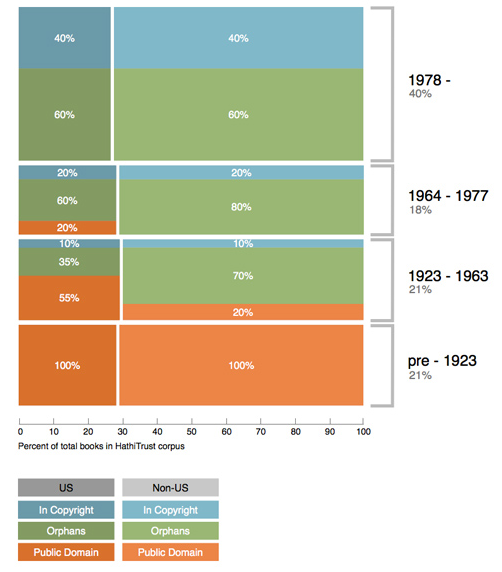 40% 40%
1978 -
40%
60% 60%
20% 20%
1964 - 1977
18%
60% 80%
20%
10% 10%
1923 - 1963
21%
35% 70%
55% 20%
pre - 1923
21%
100% 100%
0 10 20 30 40 50 60 70 80 90 100
Percent of total books in HathiTrust corpus
US Non-US
In Copyright In Copyright
Orphans Orphans
Public Domain Public Domain